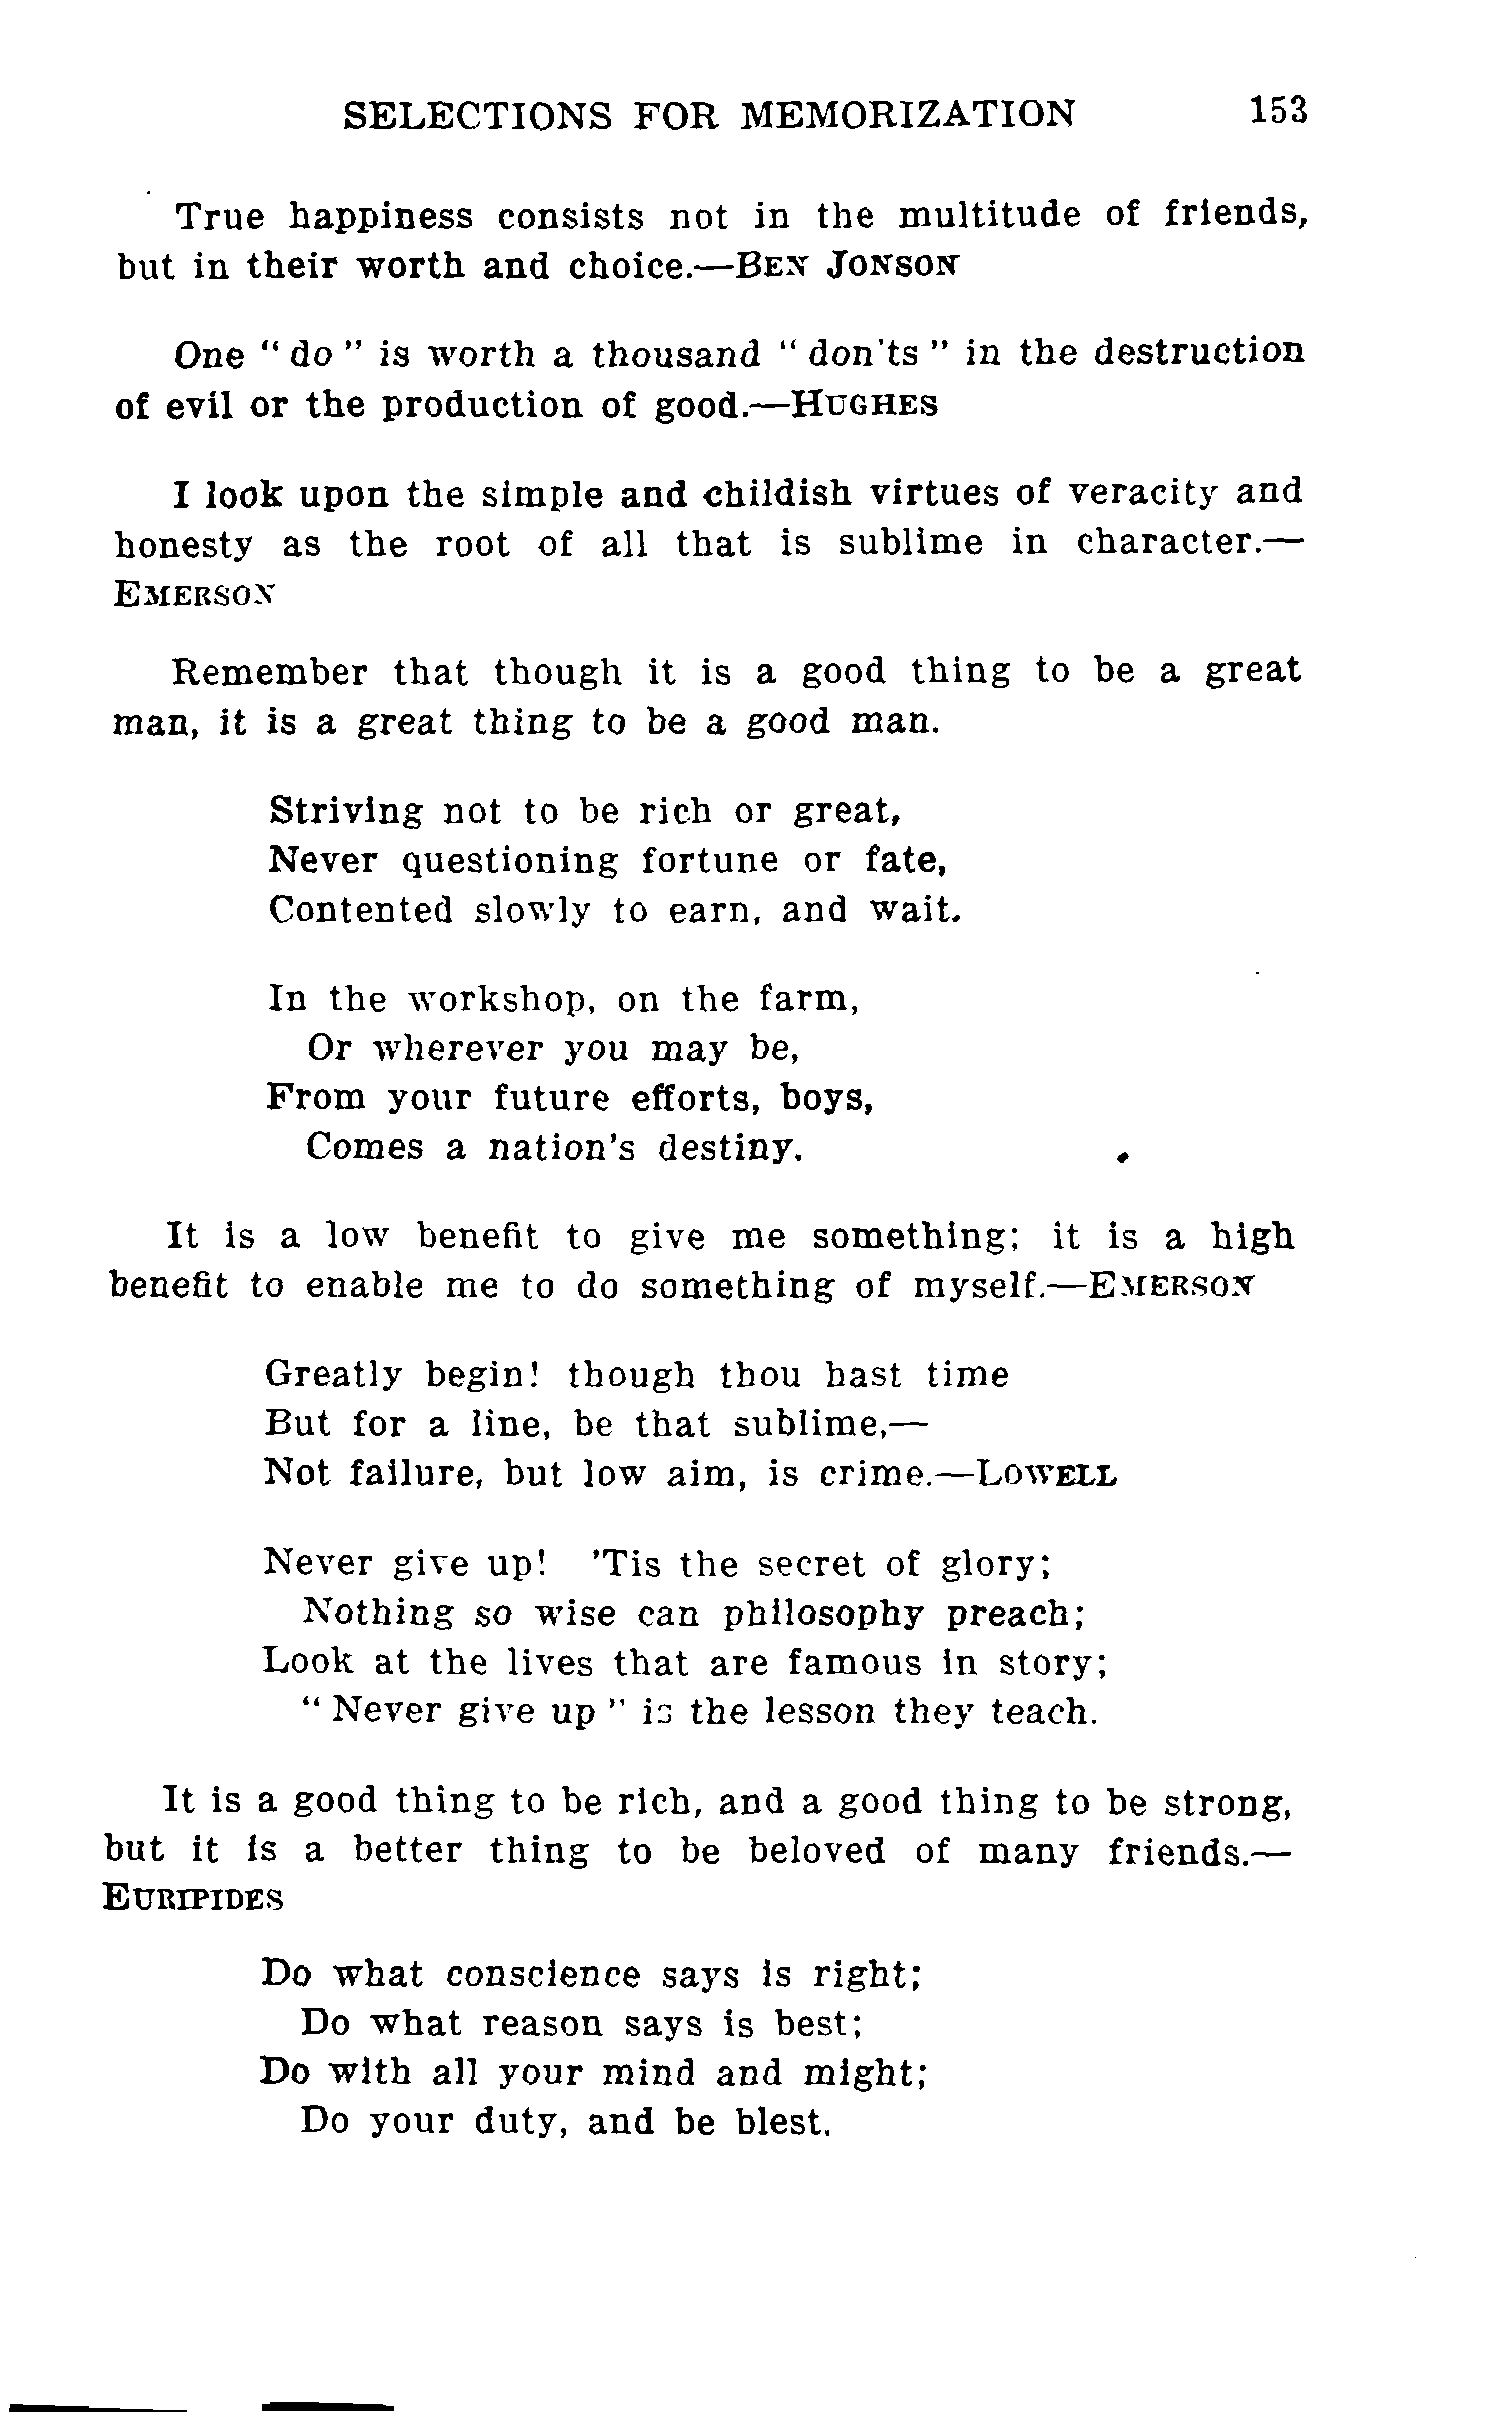 SELECTIONS FOR MEMORIZATION 153
True happiness consists not in the multitude of friends,
but in their worth and choice.—BEN JONSON
One “ do ” is worth a thousand “ don'ts ” in the destruction
of evil or the production of good.—HUGHES
I look upon the simple and childish virtues of veracity and
honesty as the root of all that is sublime in character.—
EMERSON
Remember that though it is a good thing to be a great
man, it is a great thing to be a good man.
Striving not to be rich or great,
Never questioning fortune or fate,
Contented slowly to earn, and wait.
In the workshop, on the farm,
Or wherever you may be,
From your future efforts, boys,
Comes a nation's destiny.
It is a low benefit to give me something; it is a high
benefit to enable me to do something of myself.—EMERSON
Greatly begin! though thou hast time
But for a line, be that sublime,—
Not failure, but low aim, is crime.—LOWELL
Never give up! 'Tis the secret of glory;
Nothing so wise can philosophy preach;
Look at the lives that are famous in story;
“ Never give up ” is the lesson they teach.
It is a good thing to be rich, and a good thing to be strong,
but it is a better thing to be beloved of many friends.—
EURIPIDES
Do what conscience says is right;
Do what reason says is best;
Do with all your mind and might;
Do your duty, and be blest.